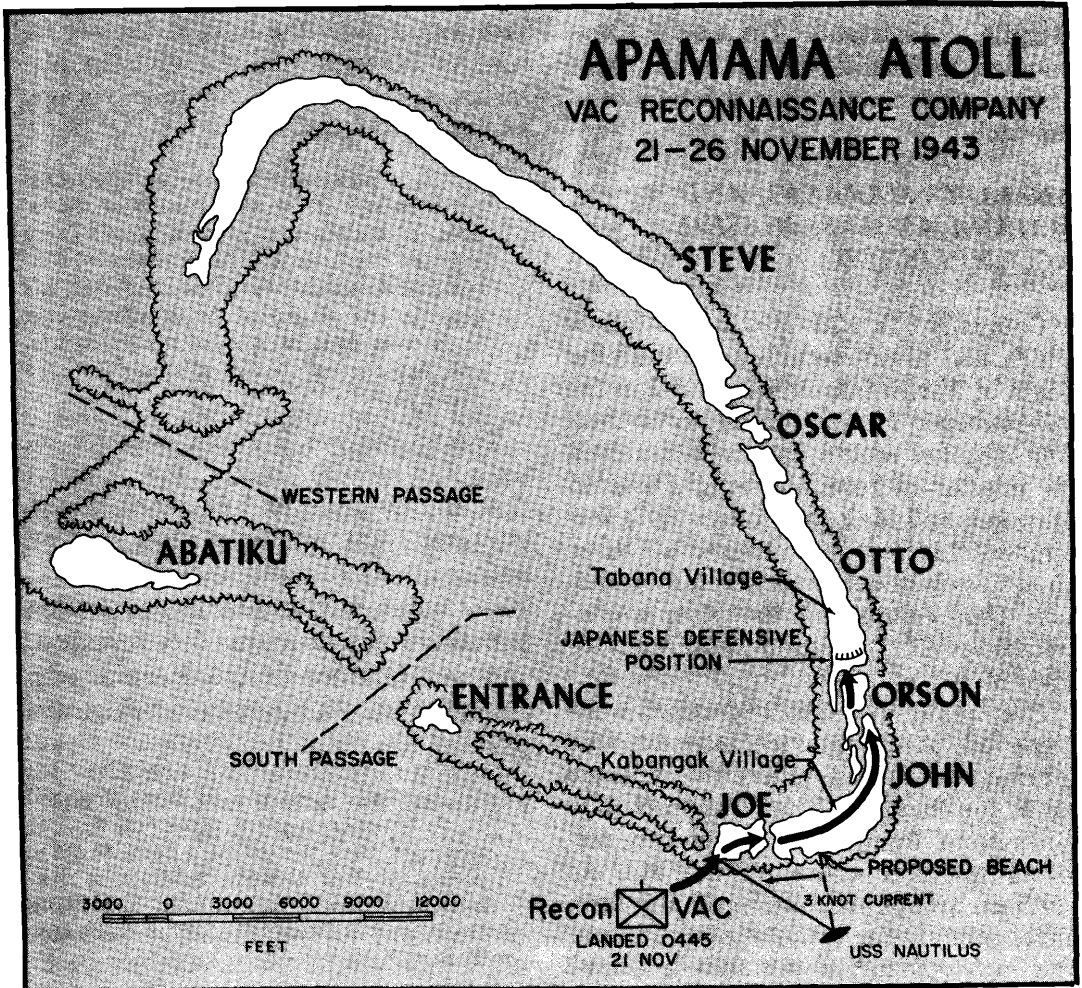 APAMAMA ATOLL
VAC RECONNAISSANCE COMPANY
21-26 NOVEMBER 1943
STEVE
OSCAR
WESTERN PASSAGE
ABATIKU
OTTO
Tabana Village
JAPANESE DEFENSIVE
POSITION
ENTRANCE
ORSON
SOUTH PASSAGE
Kabangak Village
JOHN
JOE
PROPOSED BEACH
3 KNOT CURRENT
3000 0 3000 6000 9000 12000
FEET
Recon VAC
LANDED 0445
21 NOV
USS NAUTILUS